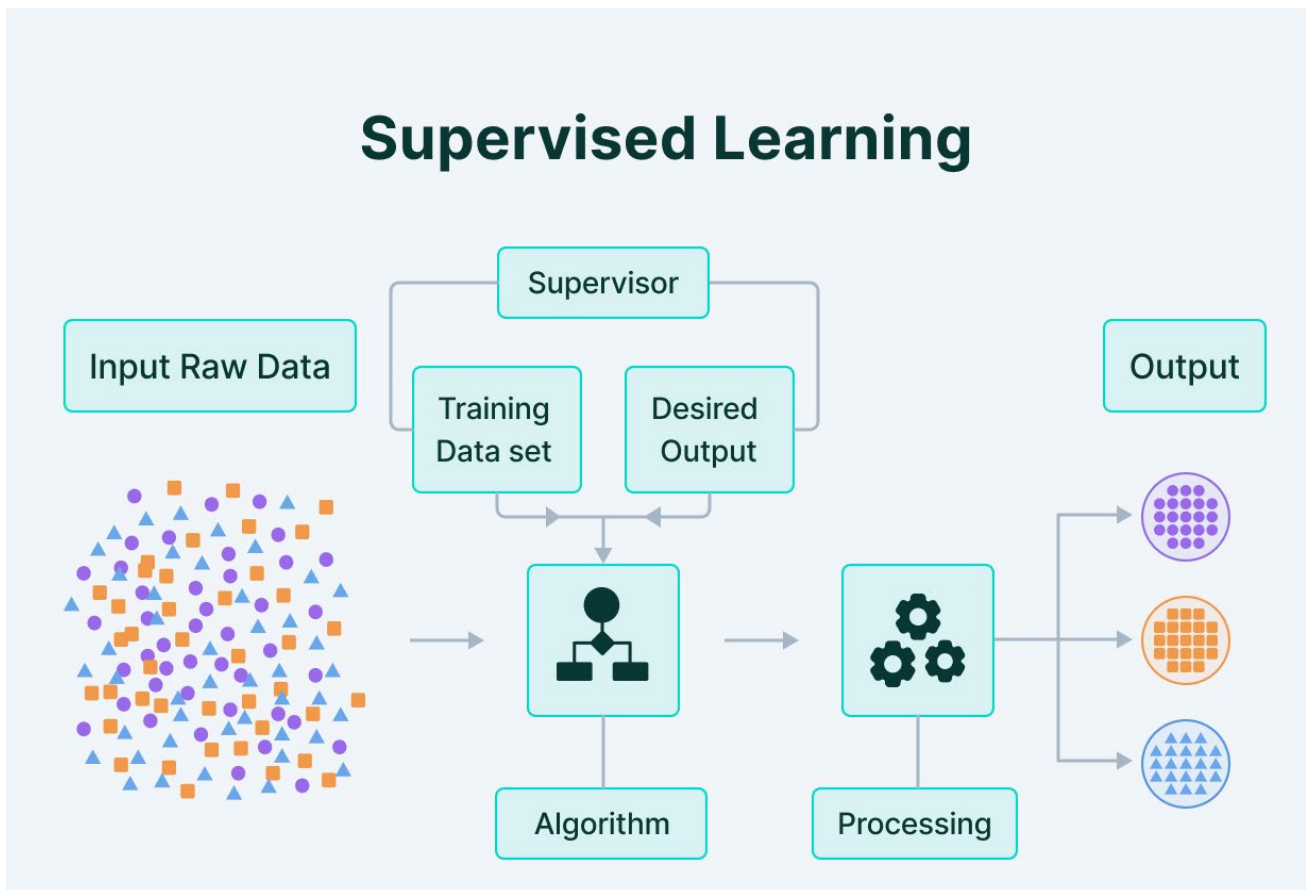 Supervised Learning
Supervisor
Input Raw Data
Training
Data set
Desired
Output
Output
Algorithm
Processing